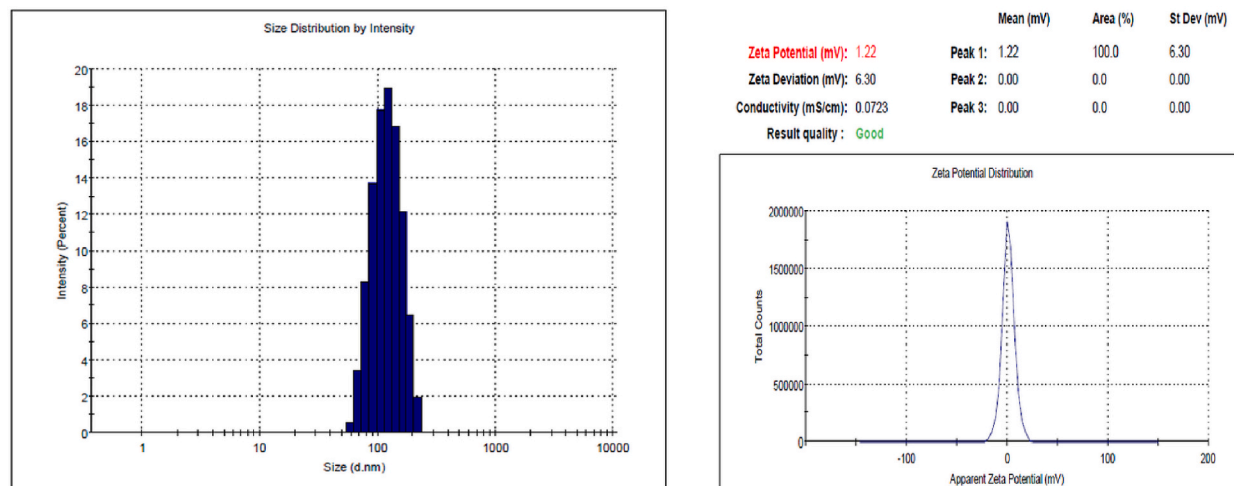 Size Distribution by Intensity
20
18
16
14
12
10
8
6
4
2
0
Intensity (Percent)
1 10 100 1000 10000
Size (d.nm)
Mean (mV) Area (%) St Dev (mV)
Zeta Potential (mV): 1.22 Peak 1: 1.22 100.0 6.30
Zeta Deviation (mV): 6.30 Peak 2: 0.00 0.0 0.00
Conductivity (mS/cm): 0.0723 Peak 3: 0.00 0.0 0.00
Result quality : Good
Zeta Potential Distribution
2000000
1500000
1000000
500000
0
Total Counts
-100 0 100 200
Apparent Zeta Potential (mV)